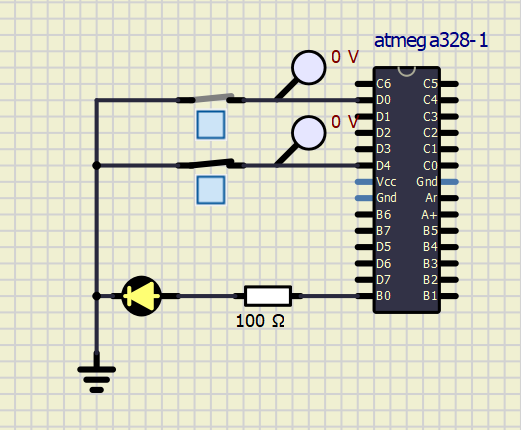 atmega328-1
0 V
C6 C5
D0 C4
0 V
D1 C3
D2 C2
D3 C1
D4 C0
Vcc Gnd
Gnd Ar
B6 A+
B7 B5
D5 B4
D6 B3
D7 B2
B0 B1
100 Ω